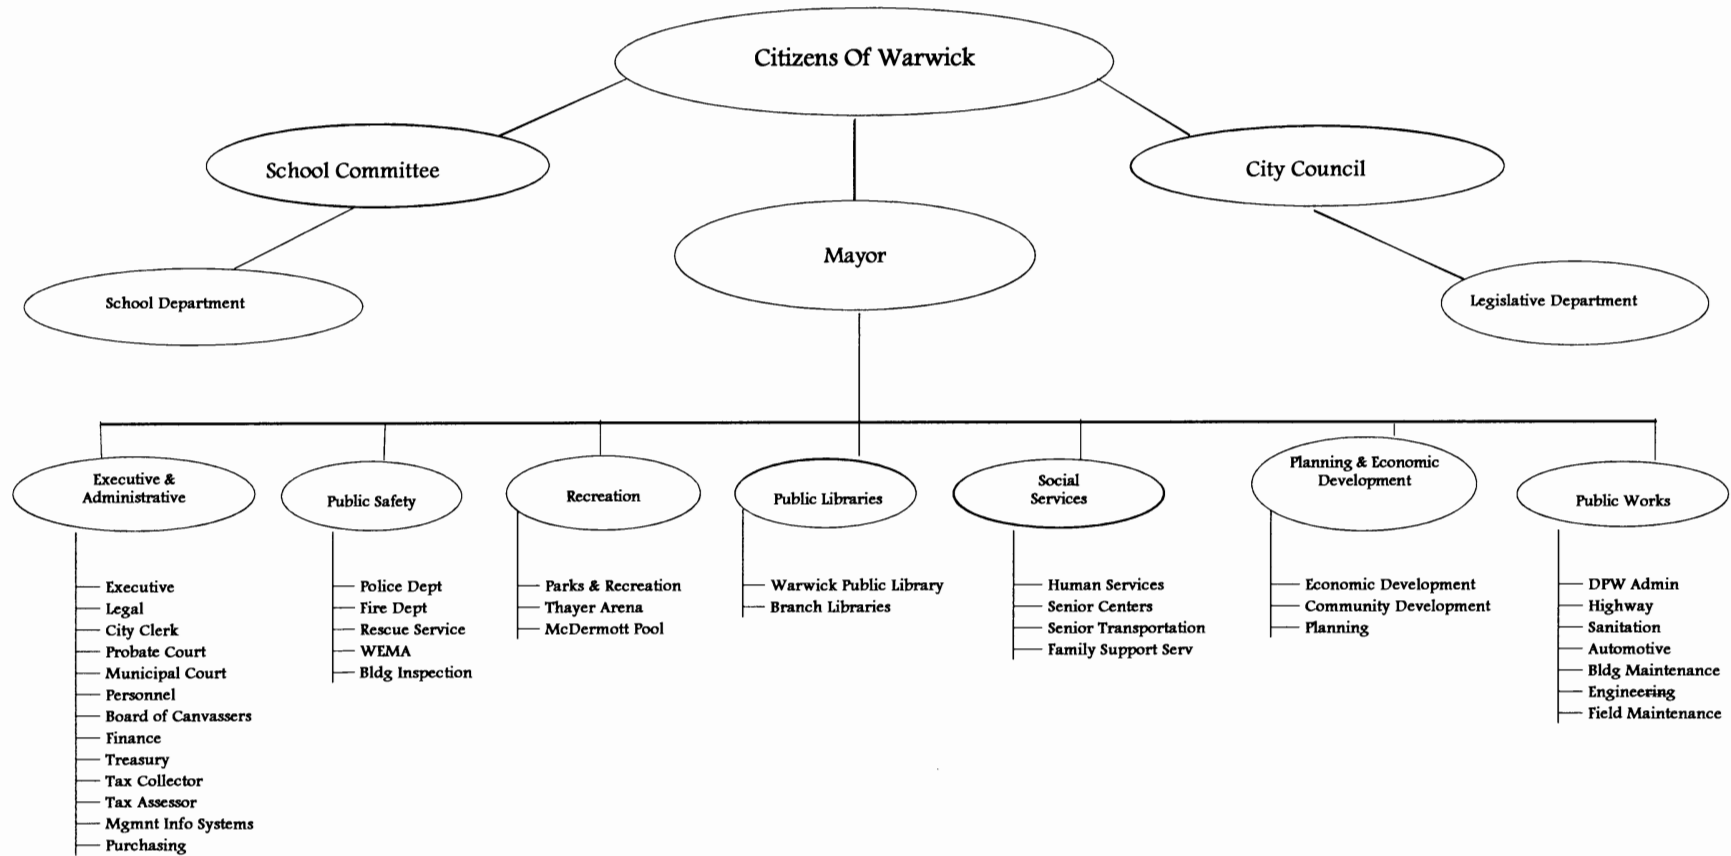 Citizens Of Warwick
School Committee
City Council
Mayor
School Department
Legislative Department
Executive &
Administrative
Public Safety
Recreation
Public Libraries
Social
Services
Planning & Economic
Development
Public Works
Executive
Legal
City Clerk
Probate Court
Municipal Court
Personnel
Board of Canvassers
Finance
Treasury
Tax Collector
Tax Assessor
Mgmnt Info Systems
Purchasing
Police Dept
Fire Dept
Rescue Service
WEMA
Bldg Inspection
Parks & Recreation
Thayer Arena
McDermott Pool
Warwick Public Library
Branch Libraries
Human Services
Senior Centers
Senior Transportation
Family Support Serv
Economic Development
Community Development
Planning
DPW Admin
Highway
Sanitation
Automotive
Bldg Maintenance
Engineering
Field Maintenance